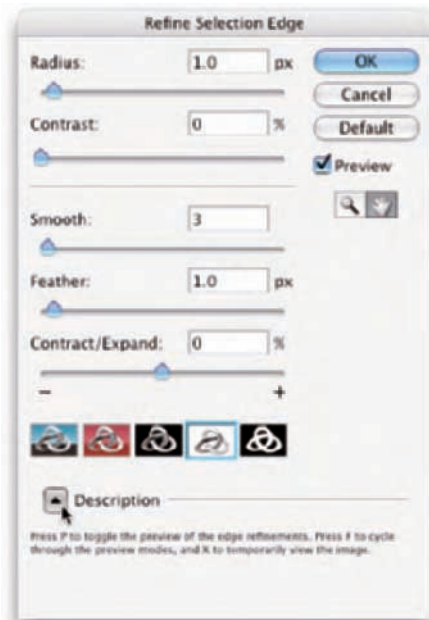 Refine Selection Edge
Radius: 1.0 px
OK
Cancel
Contrast: 0 %
Default
Preview
Smooth: 3
Feather: 1.0 px
Contract/Expand: 0 %
− +
Description
Press P to toggle the preview of the edge refinements. Press F to cycle
through the preview modes, and X to temporarily view the image.